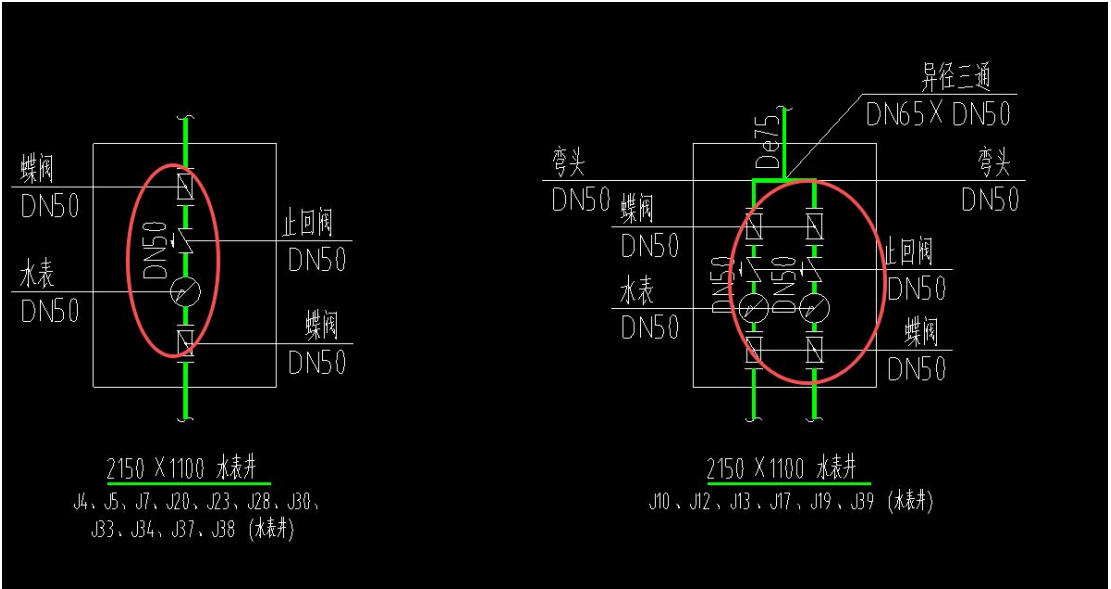 蝶阀
DN50
DN50
止回阀
DN50
水表
DN50
蝶阀
DN50
2150 X1100 水表井
J4、J5、J7、J20、J23、J28、J30、
J33、J34、J37、J38 (水表井)
异径三通
DN65X DN50
De75
弯头
DN50
弯头
DN50
蝶阀
DN50
DN50
DN50
止回阀
DN50
水表
DN50
蝶阀
DN50
2150 X1100 水表井
J10、J12、J13、J17、J19、J39 (水表井)